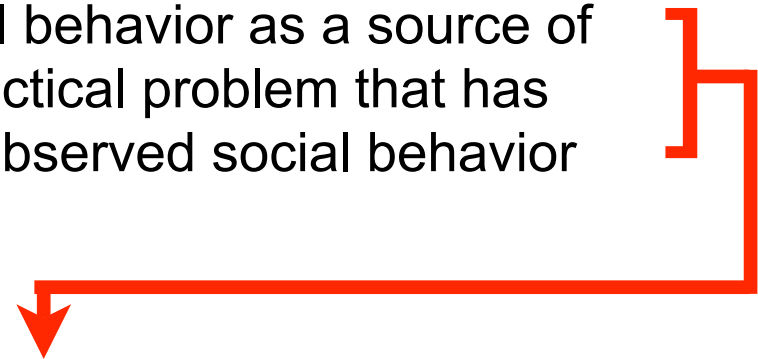 behavior as a source of
ctical problem that has
bserved social behavior